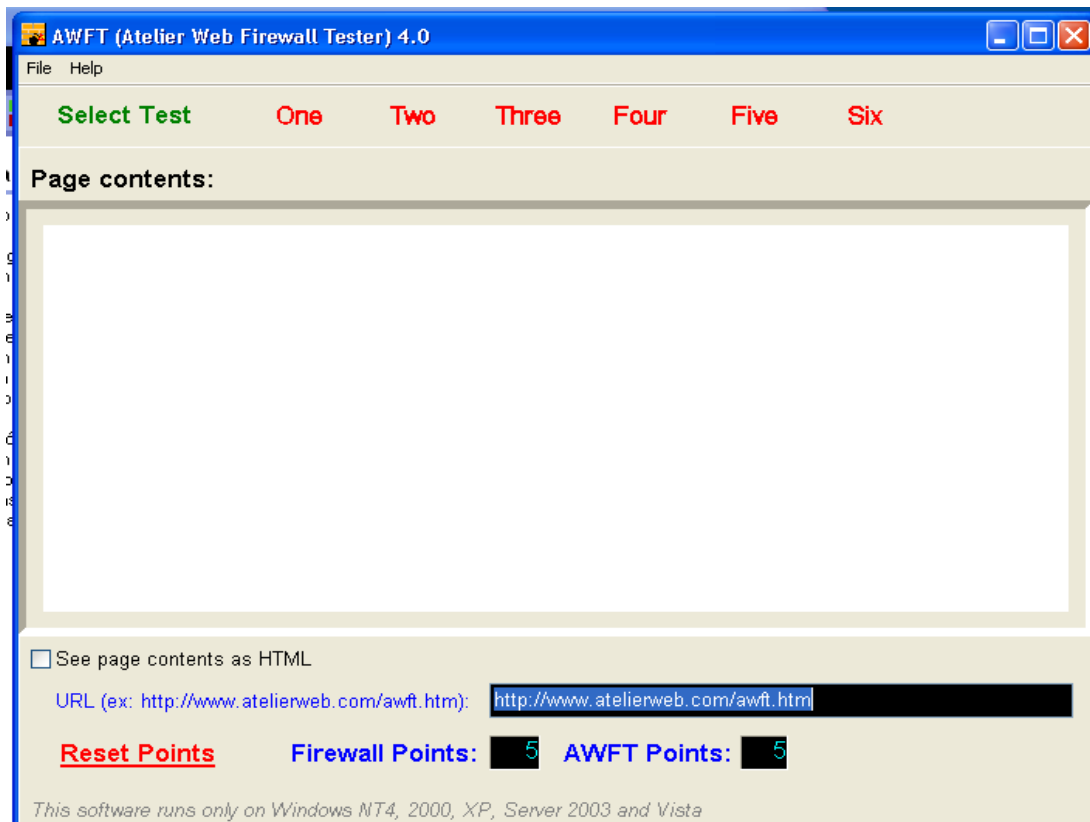 AWFT (Atelier Web Firewall Tester) 4.0
File Help
Select Test One Two Three Four Five Six
Page contents:
See page contents as HTML
URL (ex: http://www.atelierweb.com/awft.htm): http://www.atelierweb.com/awft.htm
Reset Points Firewall Points: 5 AWFT Points: 5
This software runs only on Windows NT4, 2000, XP, Server 2003 and Vista